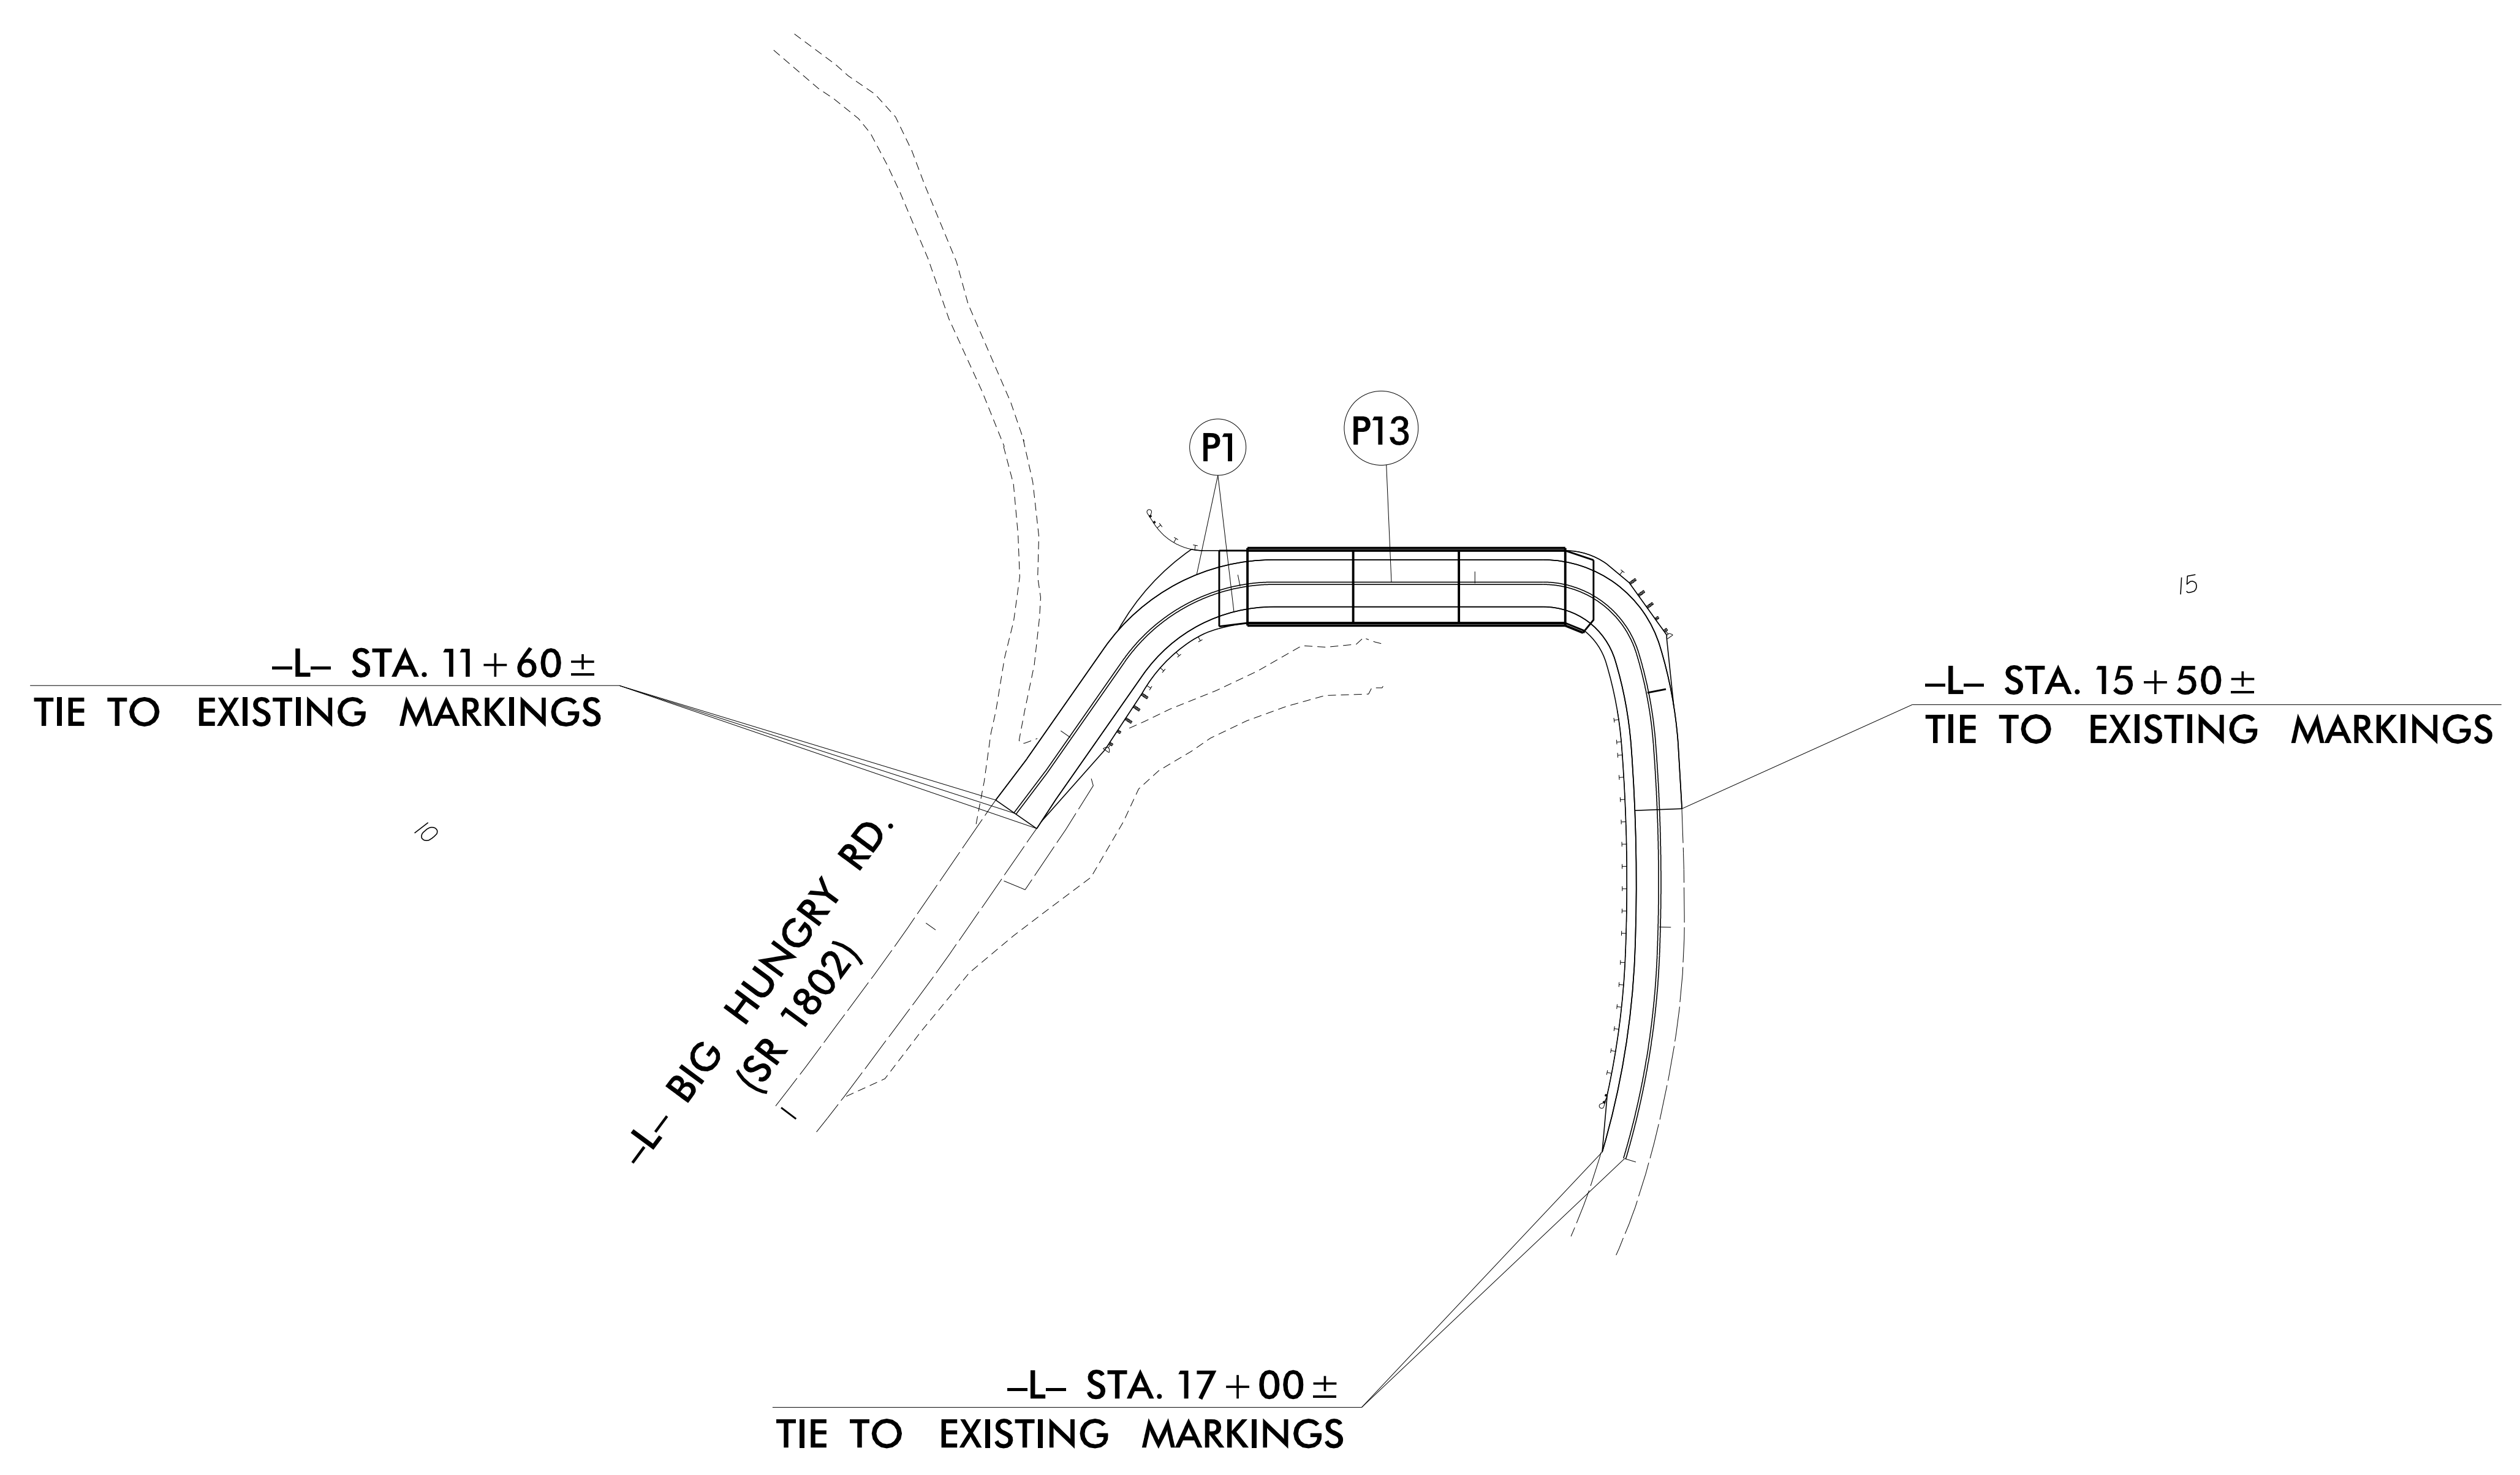 P1
P13
15
–L– STA. 11+60±
TIE TO EXISTING MARKINGS
–L– STA. 15+50±
TIE TO EXISTING MARKINGS
10
–L– BIG HUNGRY RD.
(SR 1802)
–L– STA. 17+00±
TIE TO EXISTING MARKINGS